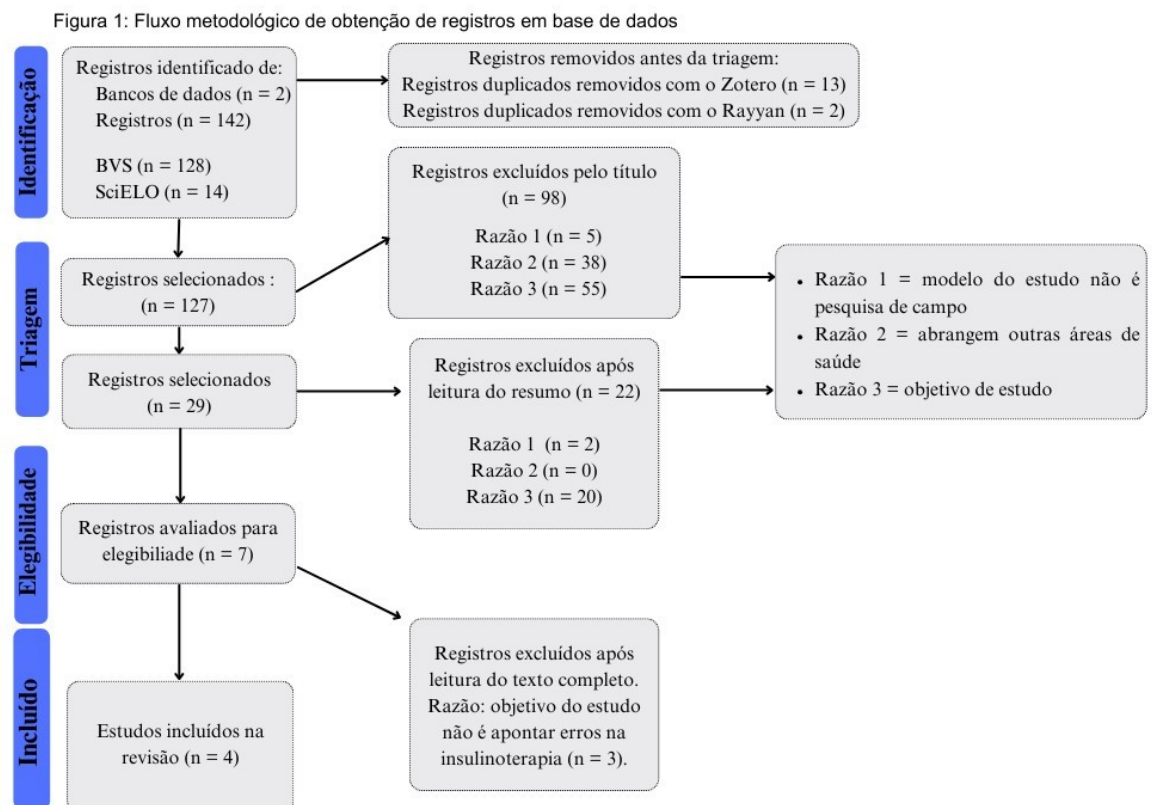 Figura 1: Fluxo metodológico de obtenção de registros em base de dados
Identificação
Registros identificado de:
Bancos de dados (n = 2)
Registros (n = 142)
BVS (n = 128)
SciELO (n = 14)
Registros removidos antes da triagem:
Registros duplicados removidos com o Zotero (n = 13)
Registros duplicados removidos com o Rayyan (n = 2)
Triagem
Registros selecionados :
(n = 127)
Registros excluídos pelo título
(n = 98)
Razão 1 (n = 5)
Razão 2 (n = 38)
Razão 3 (n = 55)
• Razão 1 = modelo do estudo não é
pesquisa de campo
• Razão 2 = abrangem outras áreas de
saúde
• Razão 3 = objetivo de estudo
Registros selecionados
(n = 29)
Registros excluídos após
leitura do resumo (n = 22)
Razão 1 (n = 2)
Razão 2 (n = 0)
Razão 3 (n = 20)
Elegibilidade
Registros avaliados para
elegibiliade (n = 7)
Registros excluídos após
leitura do texto completo.
Razão: objetivo do estudo
não é apontar erros na
insulinoterapia (n = 3).
Incluído
Estudos incluídos na
revisão (n = 4)